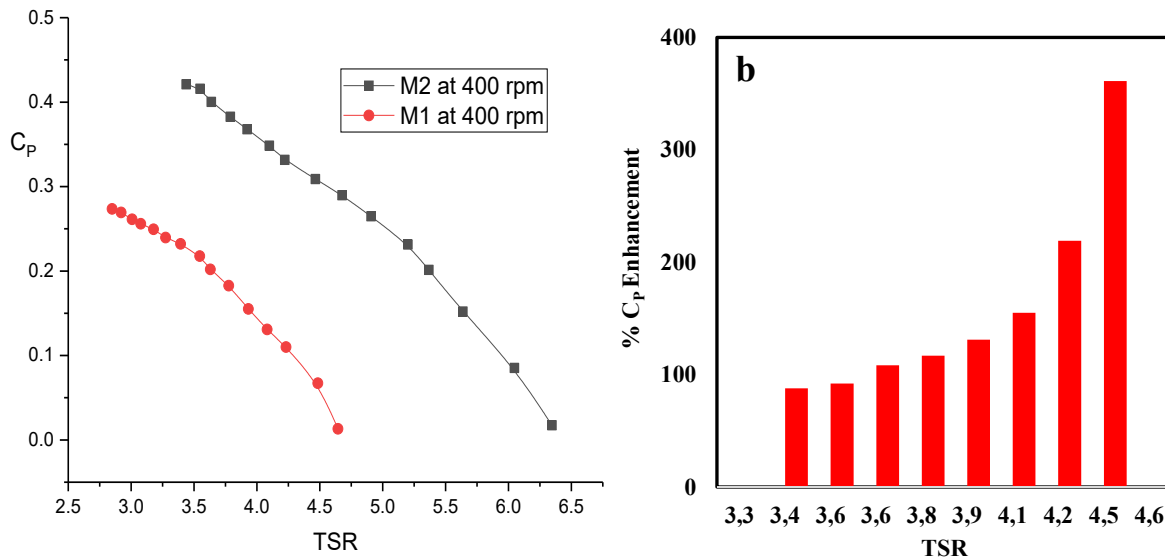 0.5
0.4
0.3
0.2
0.1
0.0
C_P
M2 at 400 rpm
M1 at 400 rpm
2.5 3.0 3.5 4.0 4.5 5.0 5.5 6.0 6.5
TSR
b
400
300
200
100
0
% C_P Enhancement
3,3 3,4 3,6 3,6 3,8 3,9 4,1 4,2 4,5 4,6
TSR